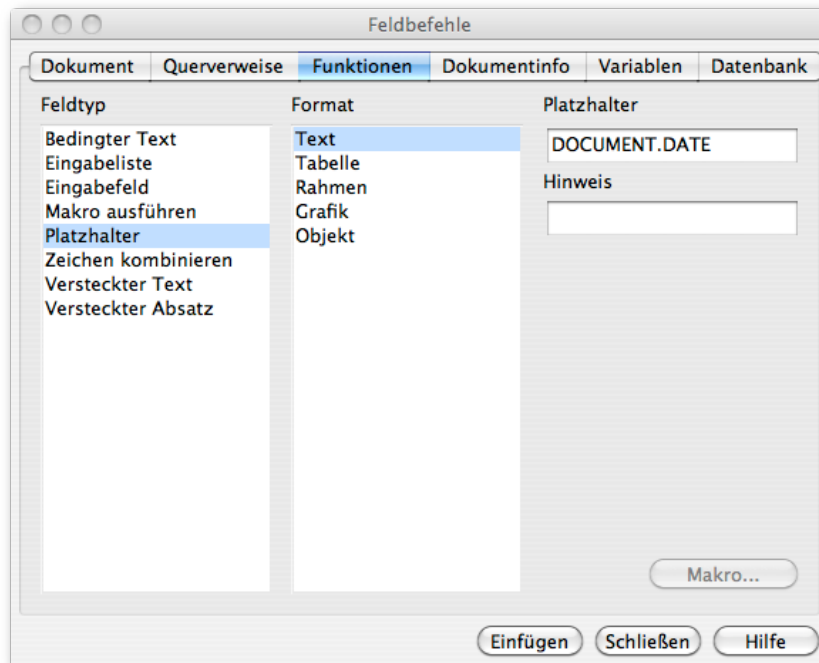 Feldbefehle
Dokument Querverweise Funktionen Dokumentinfo Variablen Datenbank
Feldtyp
Bedingter Text
Eingabeliste
Eingabefeld
Makro ausführen
Platzhalter
Zeichen kombinieren
Versteckter Text
Versteckter Absatz
Format
Text
Tabelle
Rahmen
Grafik
Objekt
Platzhalter
DOCUMENT.DATE
Hinweis
Makro...
Einfügen Schließen Hilfe